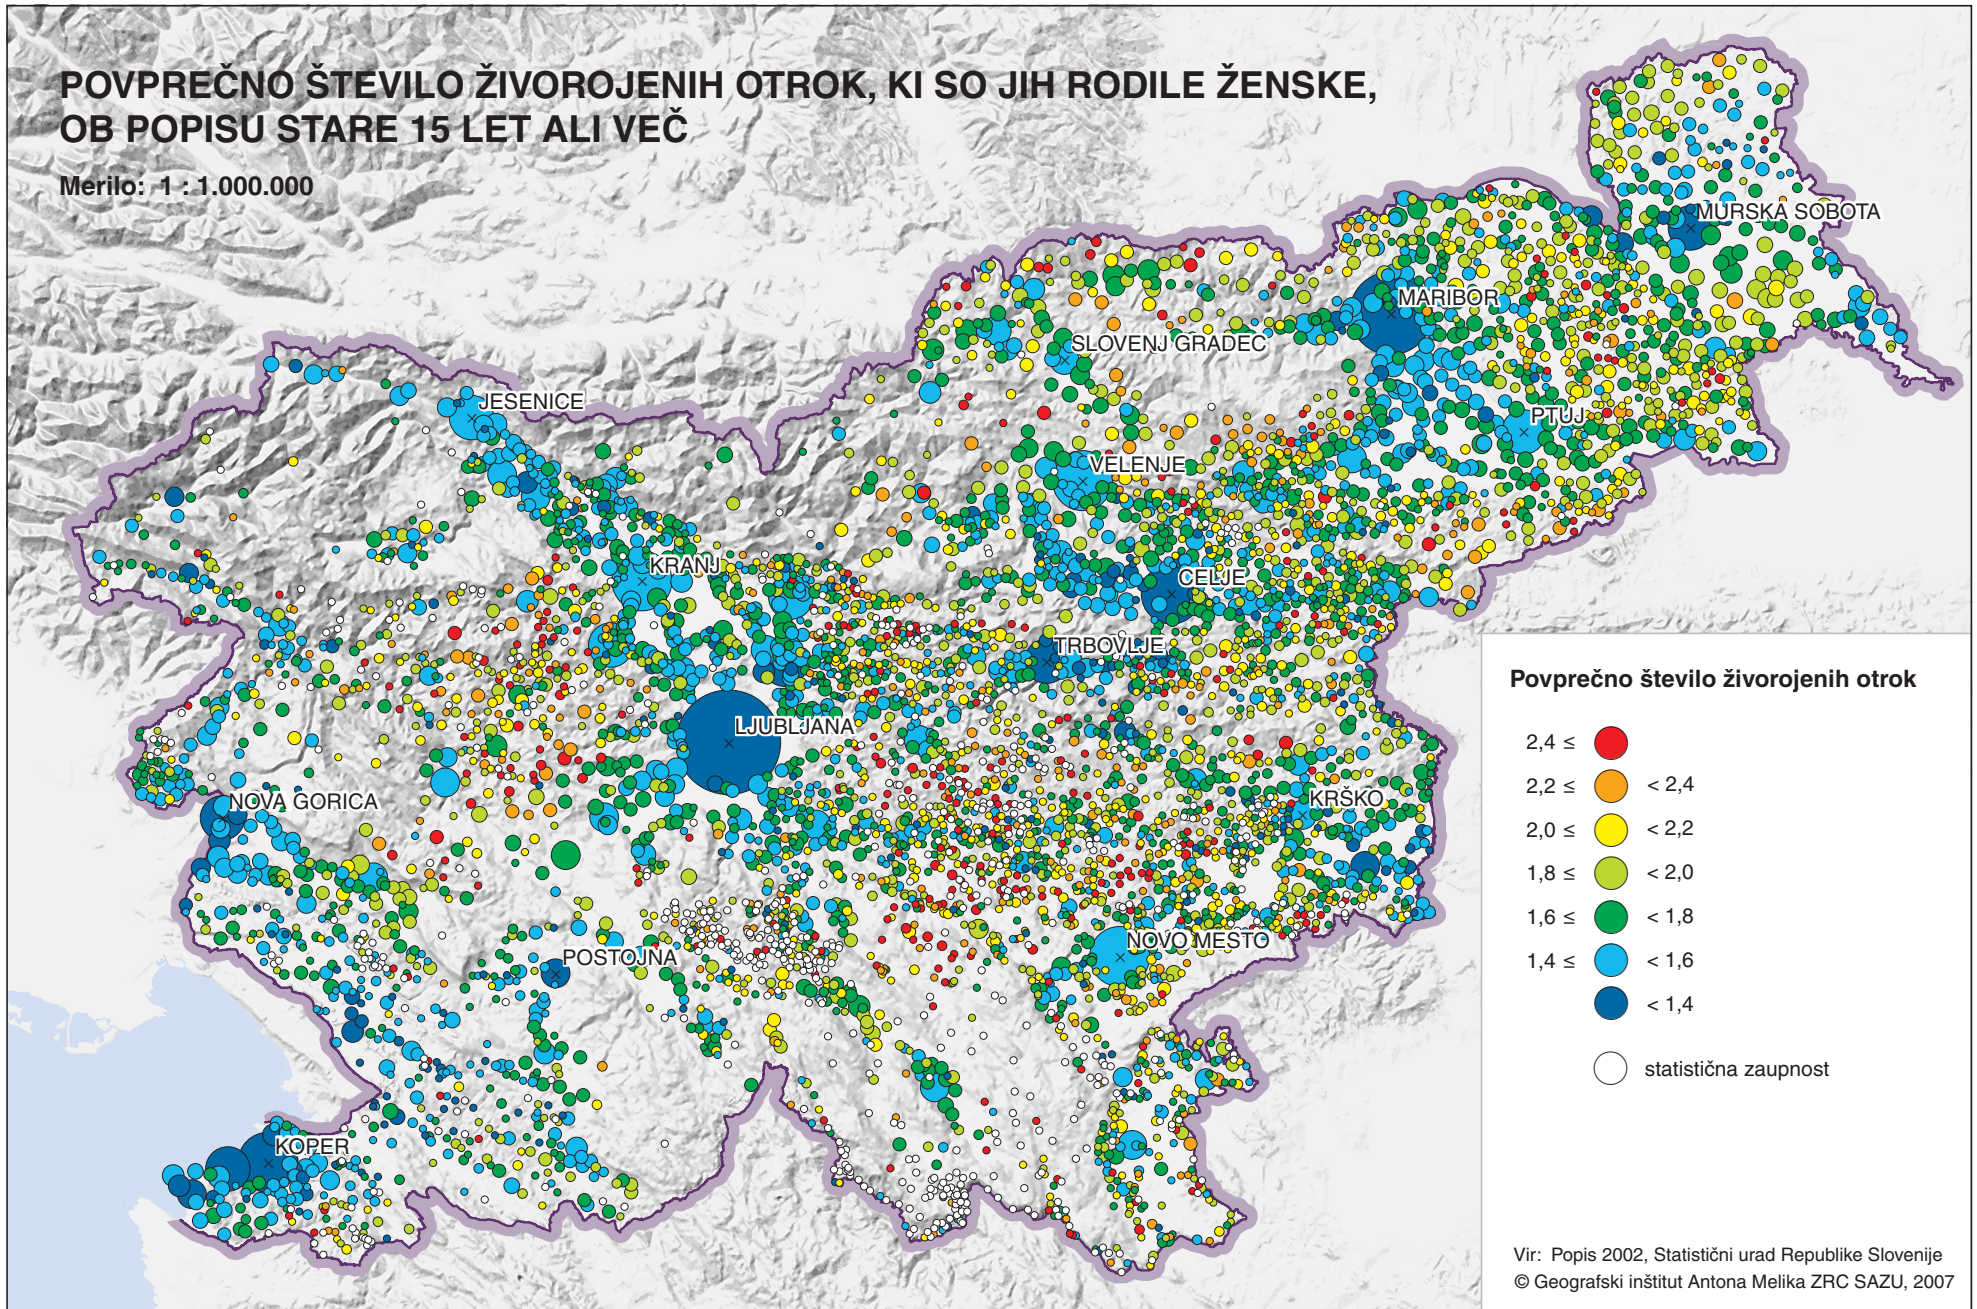 POVPREČNO ŠTEVILO ŽIVOROJENIH OTROK, KI SO JIH RODILE ŽENSKE,
OB POPISU STARE 15 LET ALI VEČ
Merilo: 1 : 1.000.000
MURSKA SOBOTA
MARIBOR
SLOVENJ GRADEC
JESENICE
PTUJ
VELENJE
KRANJ
CELJE
TRBOVLJE
LJUBLJANA
NOVA GORICA
KRŠKO
NOVO MESTO
POSTOJNA
KOPER
Povprečno število živorojenih otrok
2,4 ≤
2,2 ≤ < 2,4
2,0 ≤ < 2,2
1,8 ≤ < 2,0
1,6 ≤ < 1,8
1,4 ≤ < 1,6
< 1,4
statistična zaupnost
Vir: Popis 2002, Statistični urad Republike Slovenije
© Geografski inštitut Antona Melika ZRC SAZU, 2007